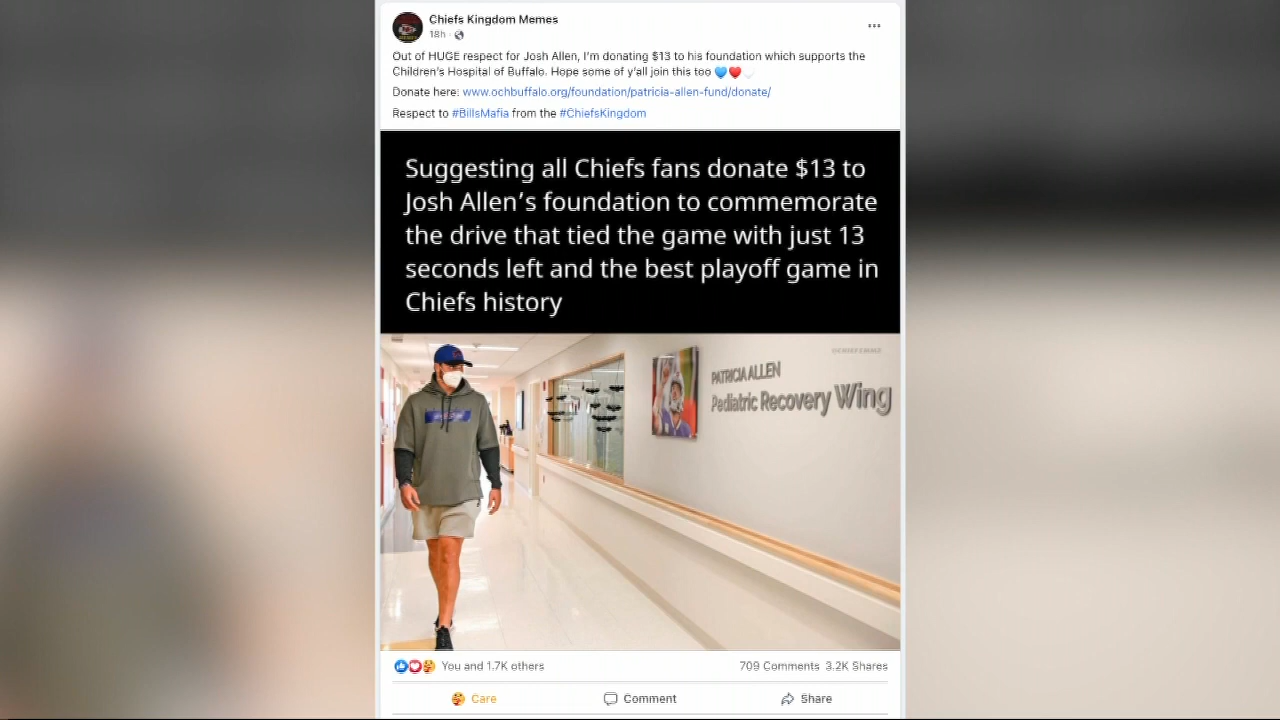 Chiefs Kingdom Memes
18h
Out of HUGE respect for Josh Allen, I'm donating $13 to his foundation which supports the
Children's Hospital of Buffalo. Hope some of y'all join this too 💙❤️🤍
Donate here: www.ochbuffalo.org/foundation/patricia-allen-fund/donate/
Respect to #BillsMafia from the #ChiefsKingdom
Suggesting all Chiefs fans donate $13 to
Josh Allen's foundation to commemorate
the drive that tied the game with just 13
seconds left and the best playoff game in
Chiefs history
PATRICIA ALLEN
Pediatric Recovery Wing
You and 1.7K others
709 Comments 3.2K Shares
Care
Comment
Share